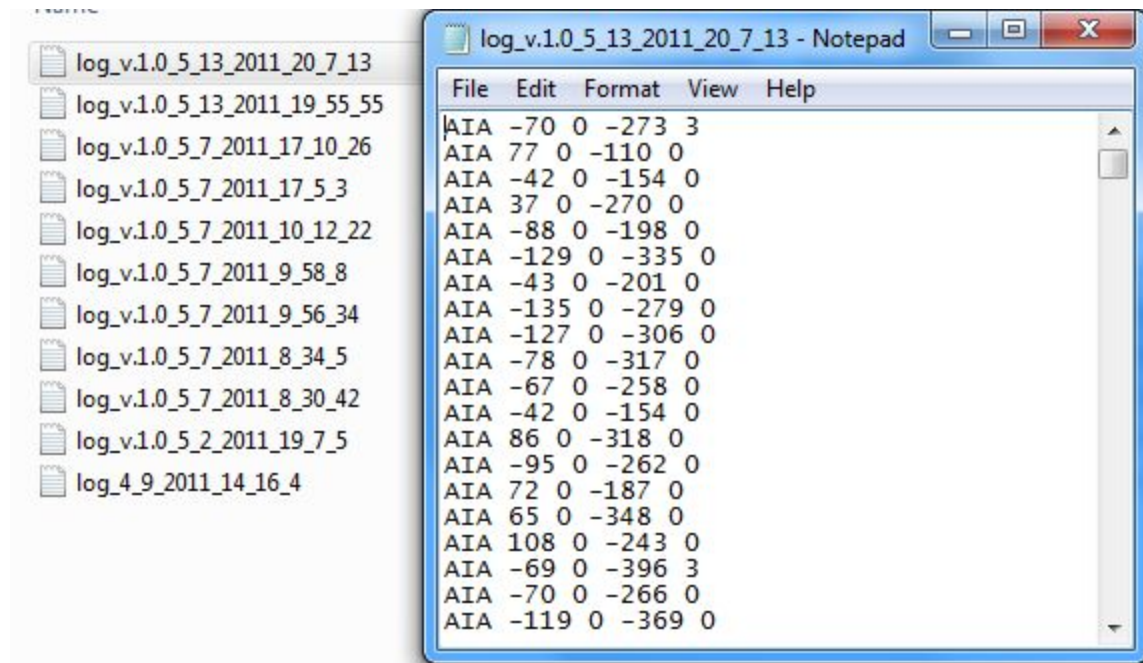 Name
log_v.1.0_5_13_2011_20_7_13
log_v.1.0_5_13_2011_19_55_55
log_v.1.0_5_7_2011_17_10_26
log_v.1.0_5_7_2011_17_5_3
log_v.1.0_5_7_2011_10_12_22
log_v.1.0_5_7_2011_9_58_8
log_v.1.0_5_7_2011_9_56_34
log_v.1.0_5_7_2011_8_34_5
log_v.1.0_5_7_2011_8_30_42
log_v.1.0_5_2_2011_19_7_5
log_4_9_2011_14_16_4
log_v.1.0_5_13_2011_20_7_13 - Notepad
File Edit Format View Help
AIA -70 0 -273 3
AIA 77 0 -110 0
AIA -42 0 -154 0
AIA 37 0 -270 0
AIA -88 0 -198 0
AIA -129 0 -335 0
AIA -43 0 -201 0
AIA -135 0 -279 0
AIA -127 0 -306 0
AIA -78 0 -317 0
AIA -67 0 -258 0
AIA -42 0 -154 0
AIA 86 0 -318 0
AIA -95 0 -262 0
AIA 72 0 -187 0
AIA 65 0 -348 0
AIA 108 0 -243 0
AIA -69 0 -396 3
AIA -70 0 -266 0
AIA -119 0 -369 0